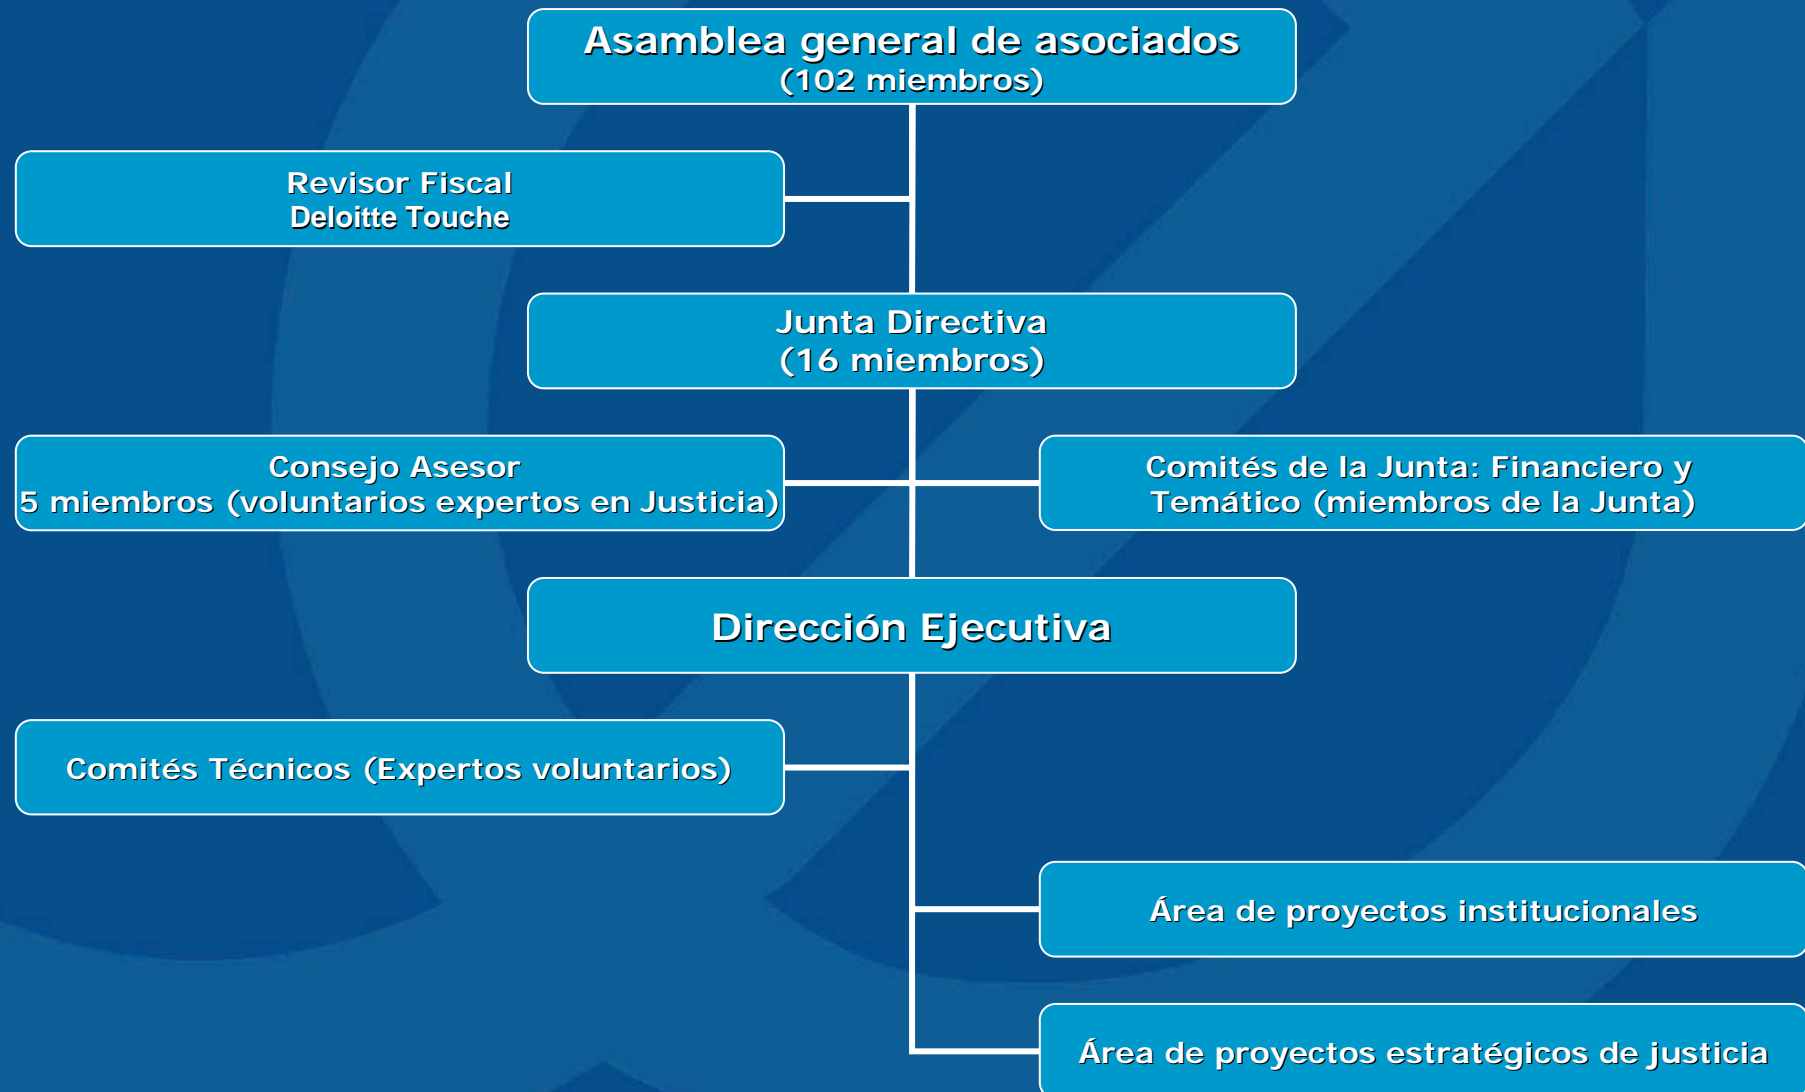 Asamblea general de asociados
(102 miembros)
Revisor Fiscal
Deloitte Touche
Junta Directiva
(16 miembros)
Consejo Asesor
5 miembros (voluntarios expertos en Justicia)
Comités de la Junta: Financiero y
Temático (miembros de la Junta)
Dirección Ejecutiva
Comités Técnicos (Expertos voluntarios)
Área de proyectos institucionales
Área de proyectos estratégicos de justicia